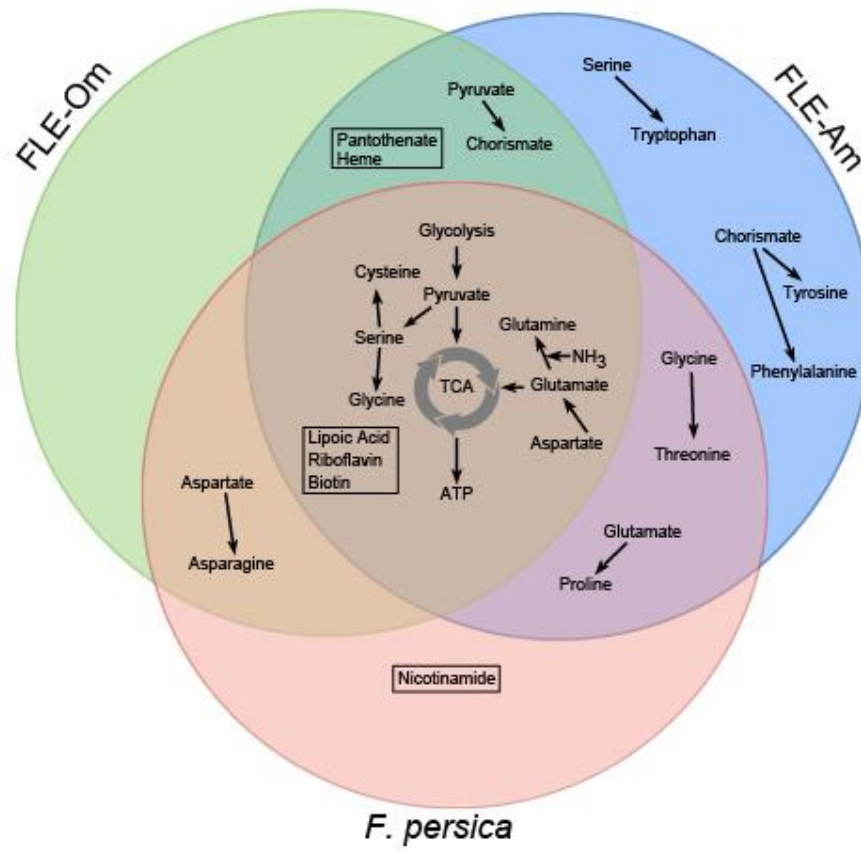 FLE-Om
FLE-Am
Serine
Tryptophan
Pyruvate
Chorismate
Pantothenate
Heme
Chorismate
Tyrosine
Phenylalanine
Glycolysis
Cysteine
Pyruvate
Serine
Glycine
Glutamine
NH₃
TCA
Glutamate
Aspartate
Glycine
Threonine
Lipoic Acid
Riboflavin
Biotin
ATP
Aspartate
Asparagine
Glutamate
Proline
Nicotinamide
F. persica